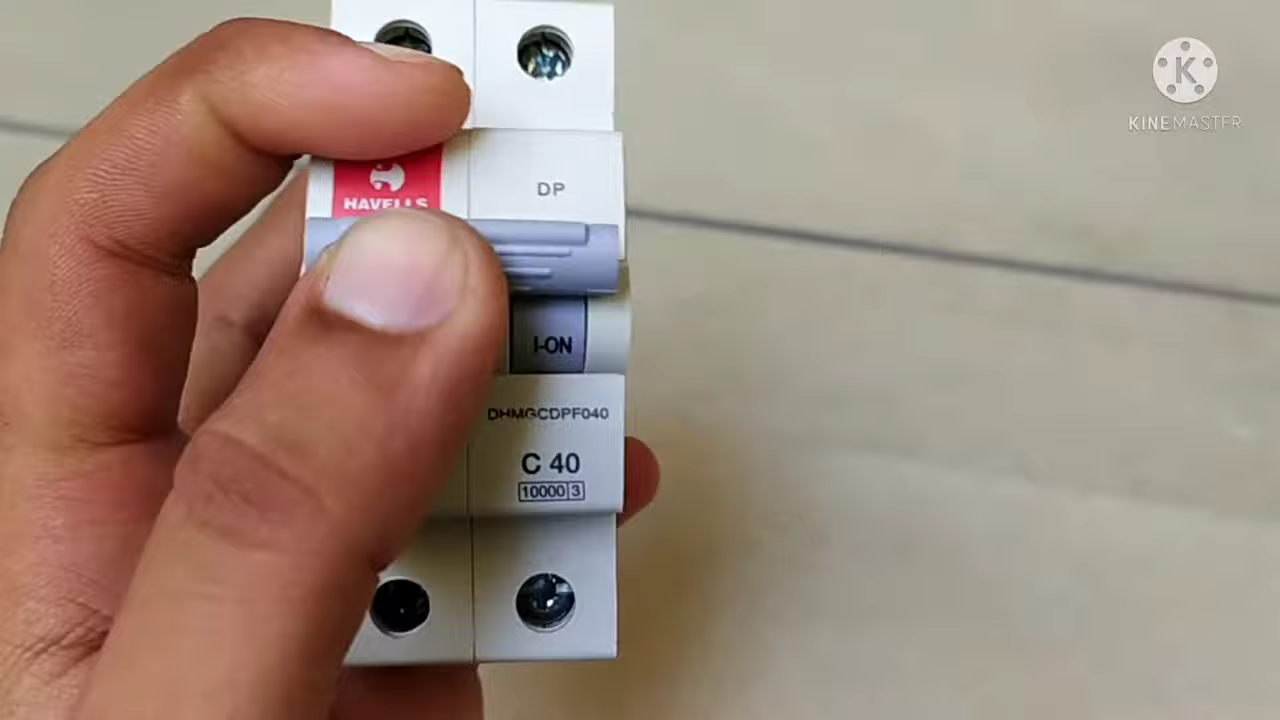 KINEMASTER
HAVELLS
DP
I-ON
DHMGCDPF040
C 40
10000 3